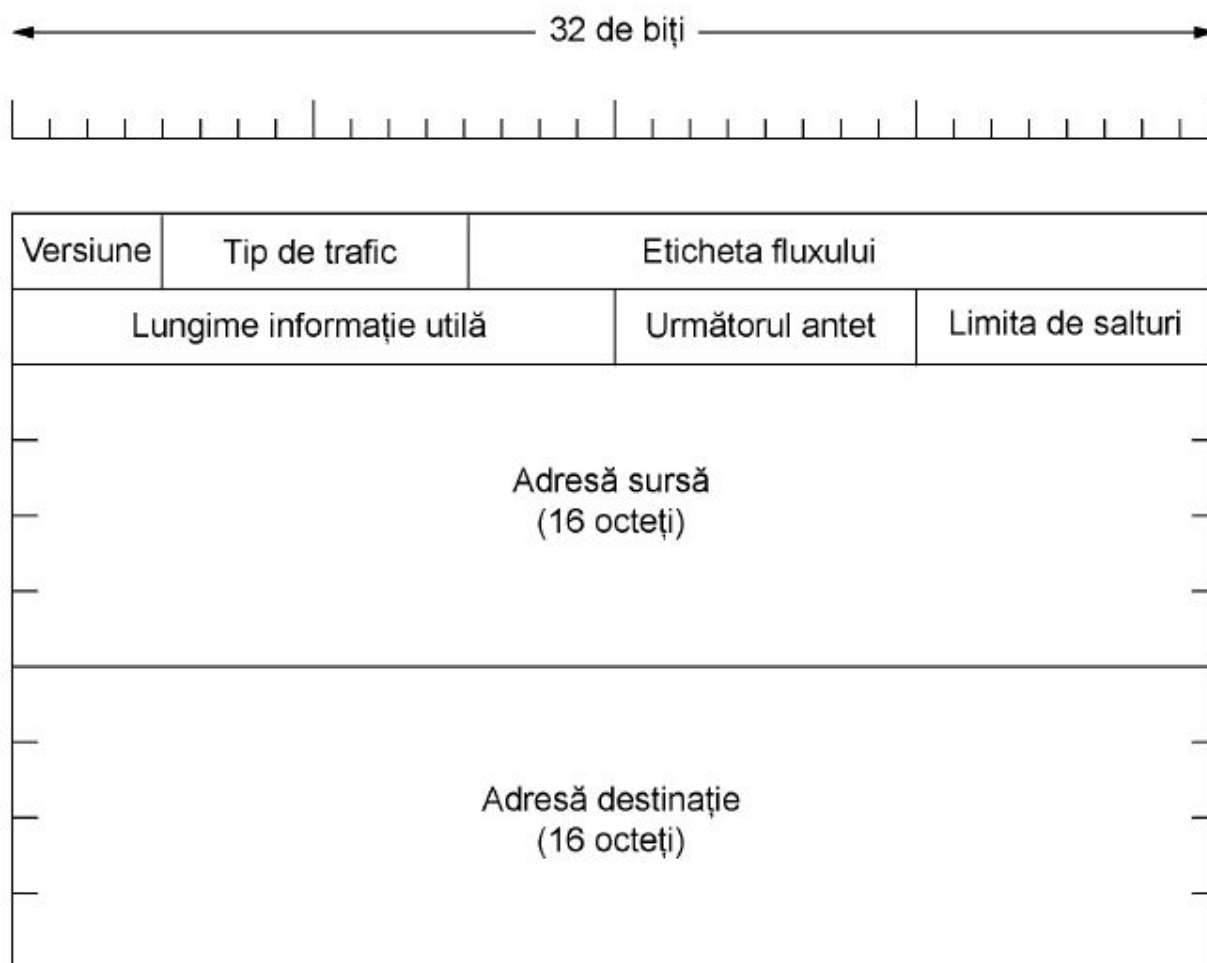 32 de biți
Versiune Tip de trafic Eticheta fluxului
Lungime informație utilă Următorul antet Limita de salturi
Adresă sursă
(16 octeți)
Adresă destinație
(16 octeți)